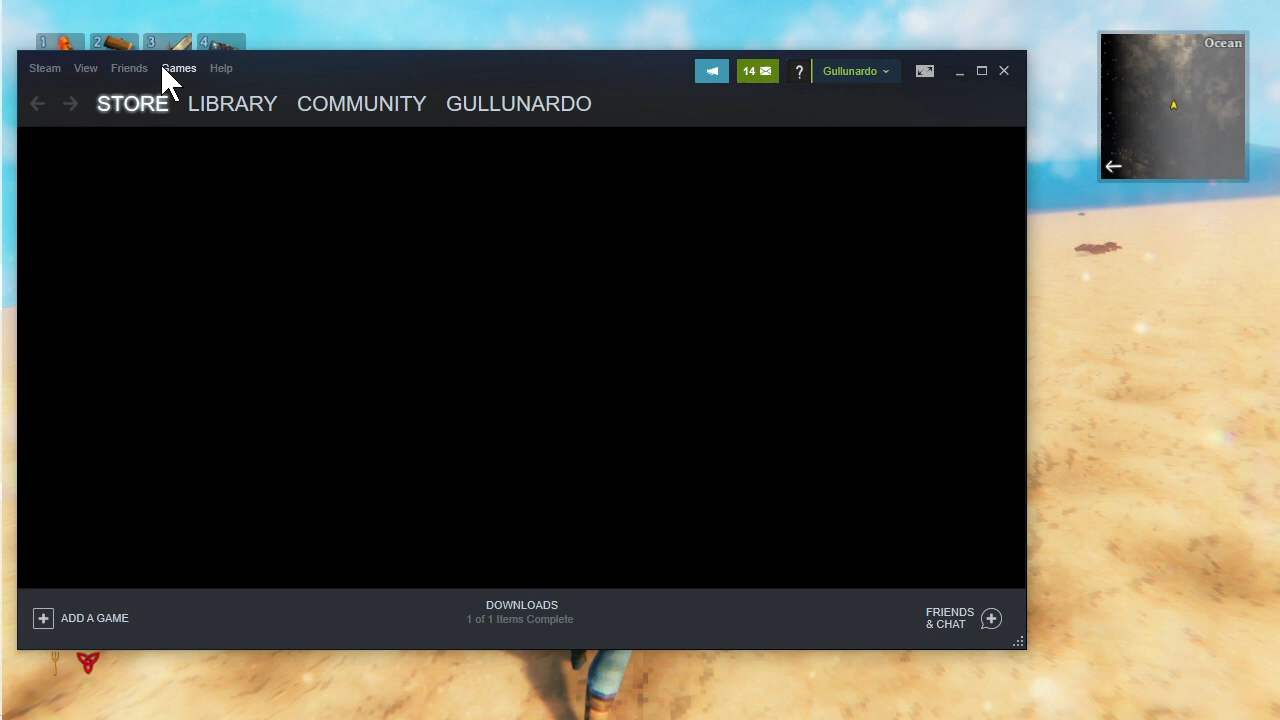 1 2 3 4
Ocean
Steam View Friends Games Help
14
?
Gullunardo
STORE LIBRARY COMMUNITY GULLUNARDO
ADD A GAME
DOWNLOADS
1 of 1 Items Complete
FRIENDS
& CHAT